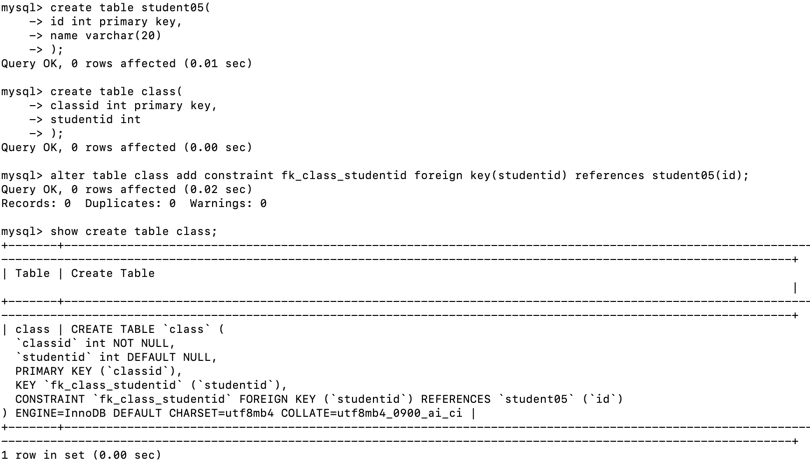 mysql> create table student05(
    -> id int primary key,
    -> name varchar(20)
    -> );
Query OK, 0 rows affected (0.01 sec)
mysql> create table class(
    -> classid int primary key,
    -> studentid int
    -> );
Query OK, 0 rows affected (0.00 sec)
mysql> alter table class add constraint fk_class_studentid foreign key(studentid) references student05(id);
Query OK, 0 rows affected (0.02 sec)
Records: 0  Duplicates: 0  Warnings: 0
mysql> show create table class;
| Table | Create Table
|
| class | CREATE TABLE `class` (
  `classid` int NOT NULL,
  `studentid` int DEFAULT NULL,
  PRIMARY KEY (`classid`),
  KEY `fk_class_studentid` (`studentid`),
  CONSTRAINT `fk_class_studentid` FOREIGN KEY (`studentid`) REFERENCES `student05` (`id`)
) ENGINE=InnoDB DEFAULT CHARSET=utf8mb4 COLLATE=utf8mb4_0900_ai_ci |
1 row in set (0.00 sec)